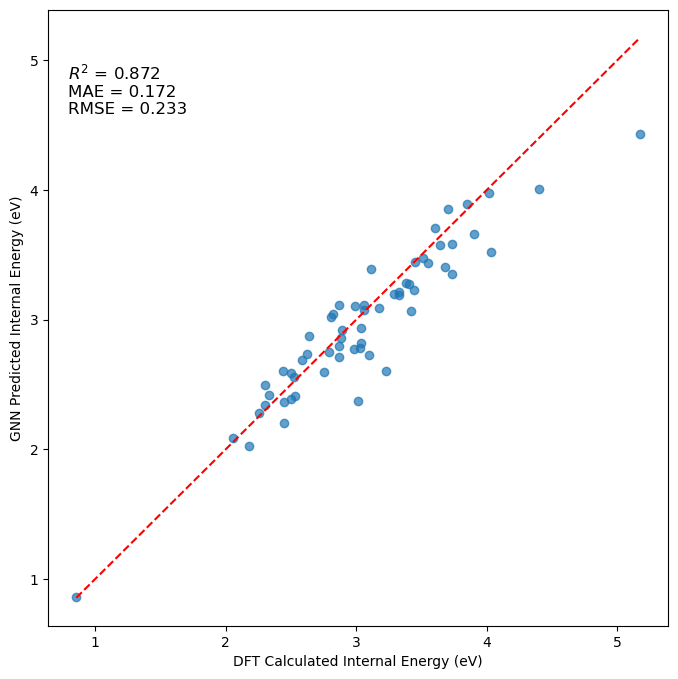 R² = 0.872
MAE = 0.172
RMSE = 0.233
GNN Predicted Internal Energy (eV)
5
4
3
2
1
1 2 3 4 5
DFT Calculated Internal Energy (eV)